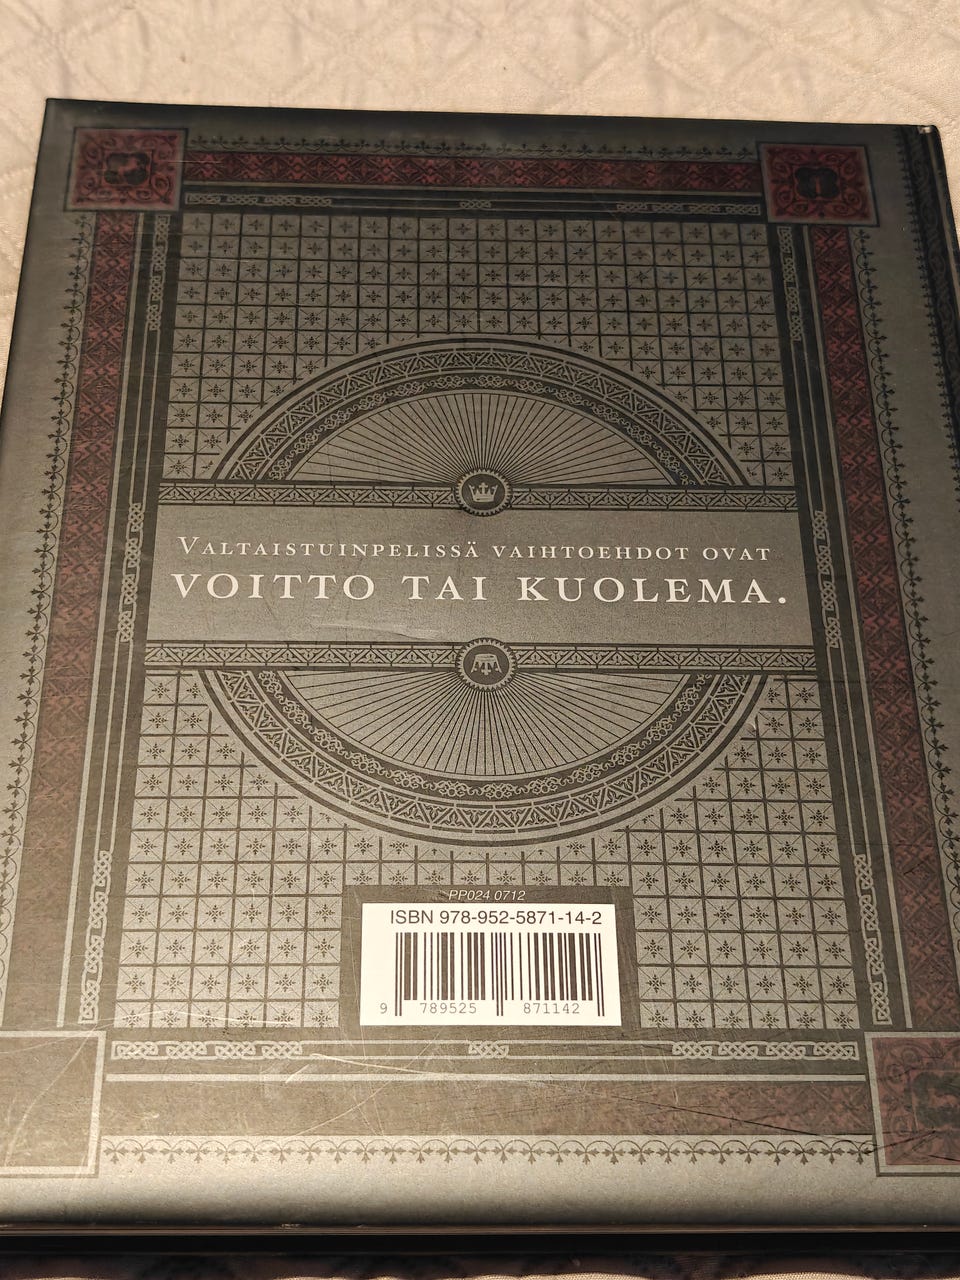 Valtaistuinpelissä vaihtoehdot ovat
VOITTO TAI KUOLEMA.
PP024 0712
ISBN 978-952-5871-14-2
9 789525 871142